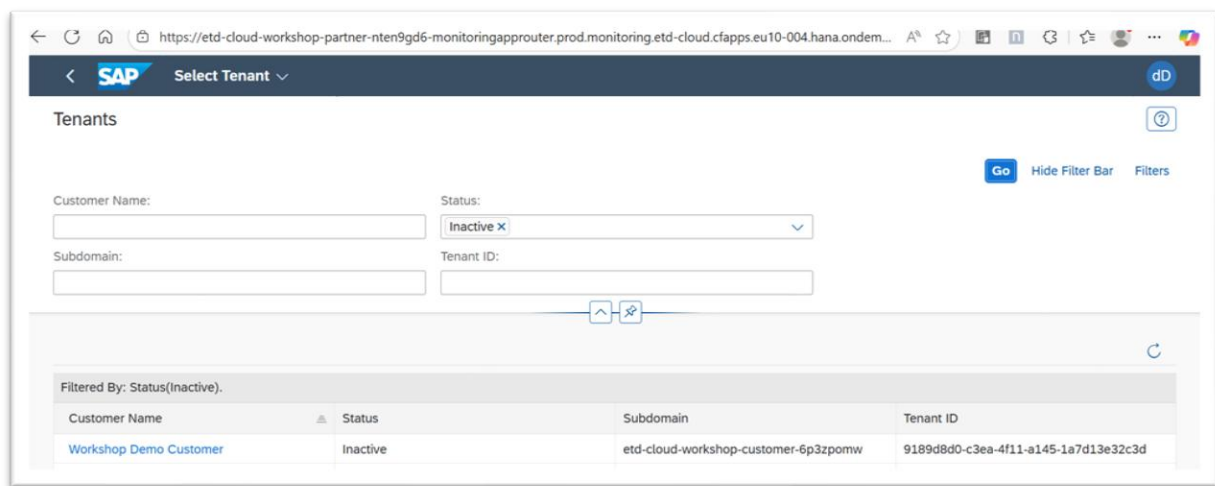 https://etd-cloud-workshop-partner-nten9gd6-monitoringapprouter.prod.monitoring.etd-cloud.cfapps.eu10-004.hana.ondem...
SAP Select Tenant dD
Tenants
Go Hide Filter Bar Filters
Customer Name: Status:
Inactive
Subdomain: Tenant ID:
Filtered By: Status(Inactive).
Customer Name Status Subdomain Tenant ID
Workshop Demo Customer Inactive etd-cloud-workshop-customer-6p3zpomw 9189d8d0-c3ea-4f11-a145-1a7d13e32c3d